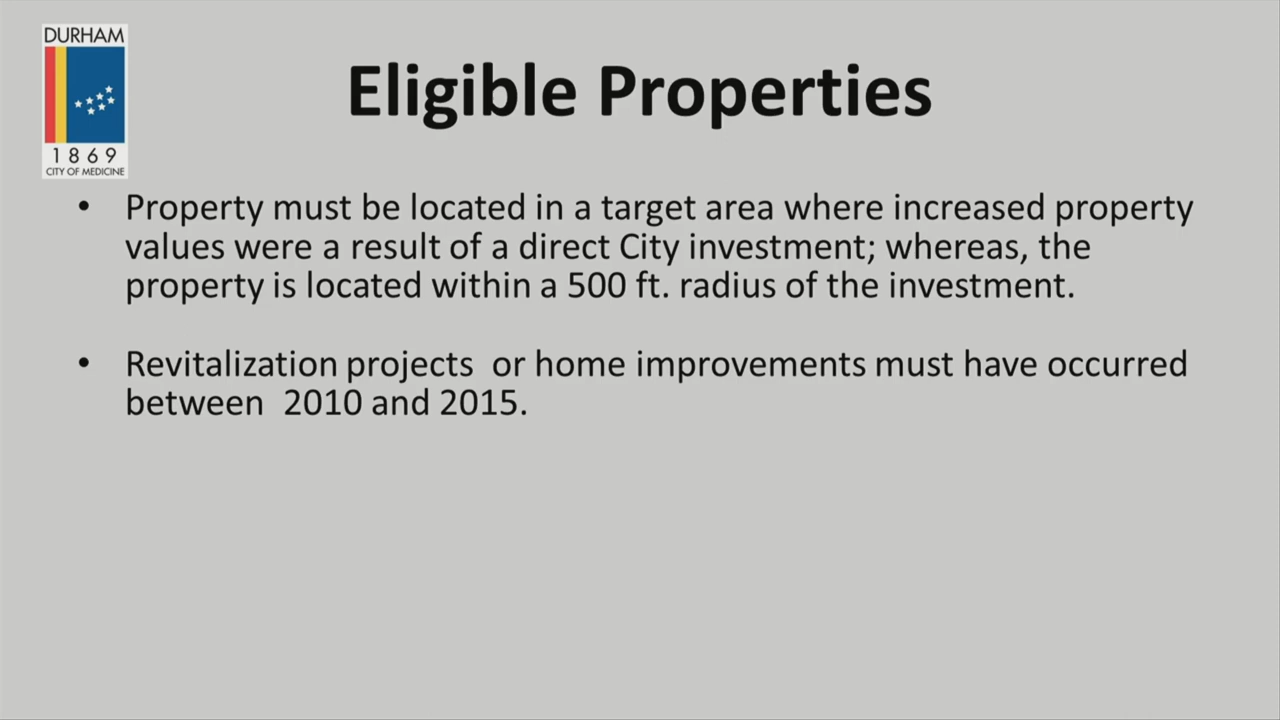 DURHAM
1869
CITY OF MEDICINE
Eligible Properties
• Property must be located in a target area where increased property
values were a result of a direct City investment; whereas, the
property is located within a 500 ft. radius of the investment.
• Revitalization projects  or home improvements must have occurred
between  2010 and 2015.